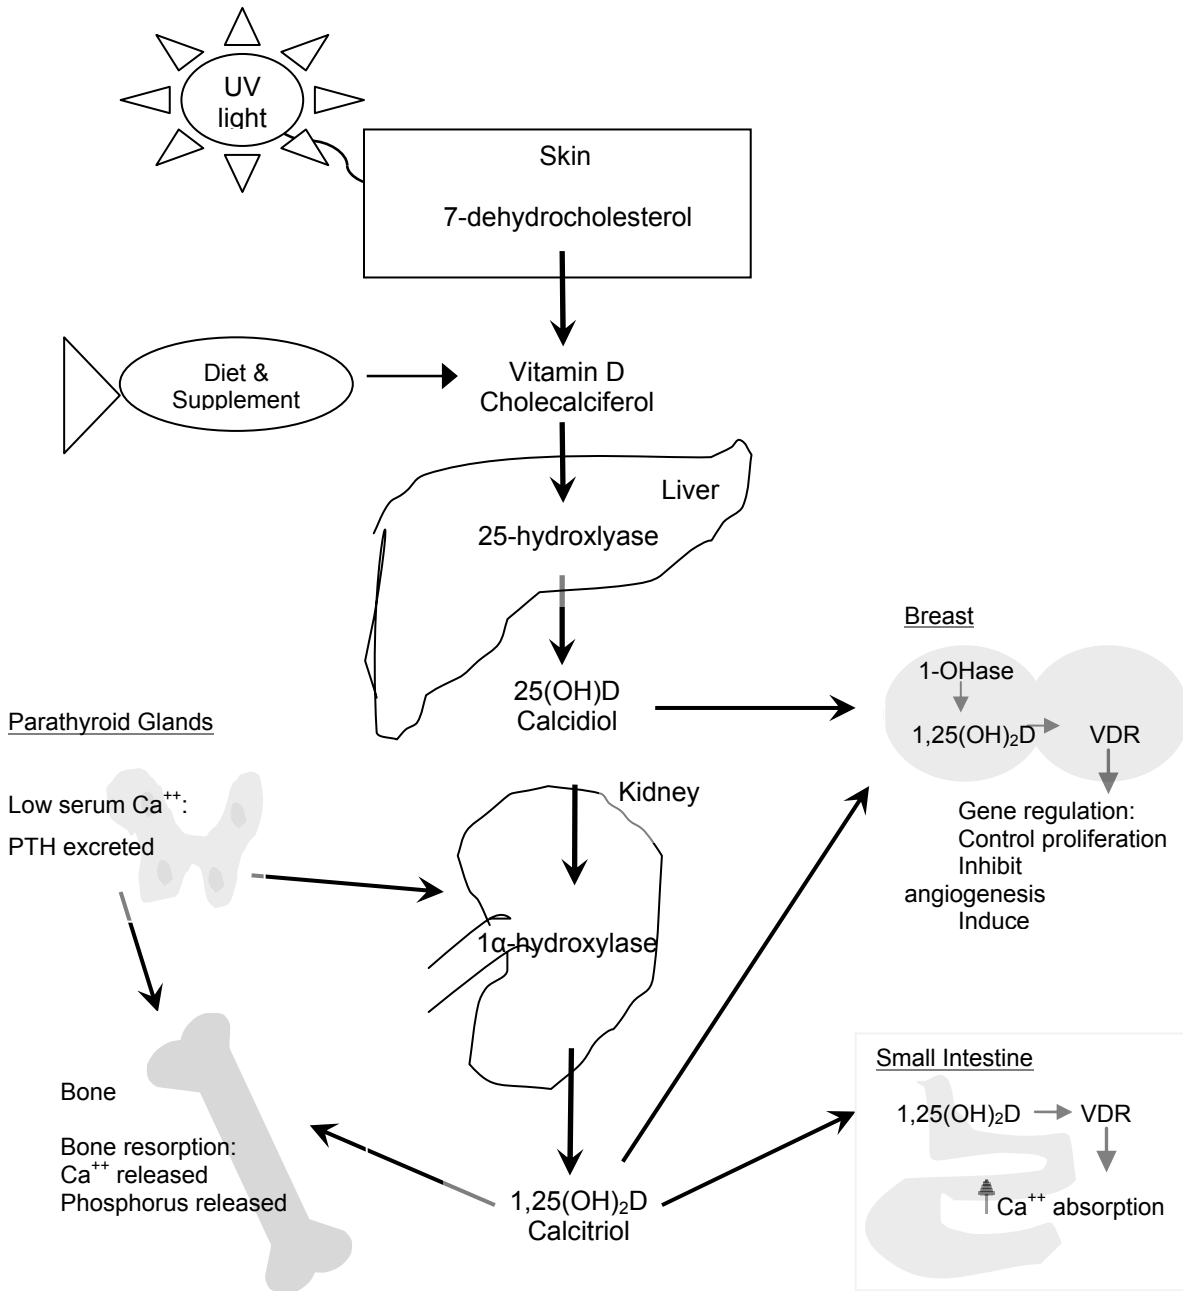 UV
light
Skin
7-dehydrocholesterol
Diet &
Supplement
Vitamin D
Cholecalciferol
Liver
25-hydroxlyase
25(OH)D
Calcidiol
Breast
1-OHase
1,25(OH)₂D
VDR
Gene regulation:
Control proliferation
Inhibit
angiogenesis
Induce
Parathyroid Glands
Low serum Ca⁺⁺:
PTH excreted
Kidney
1α-hydroxylase
Bone
Bone resorption:
Ca⁺⁺ released
Phosphorus released
1,25(OH)₂D
Calcitriol
Small Intestine
1,25(OH)₂D
VDR
Ca⁺⁺ absorption